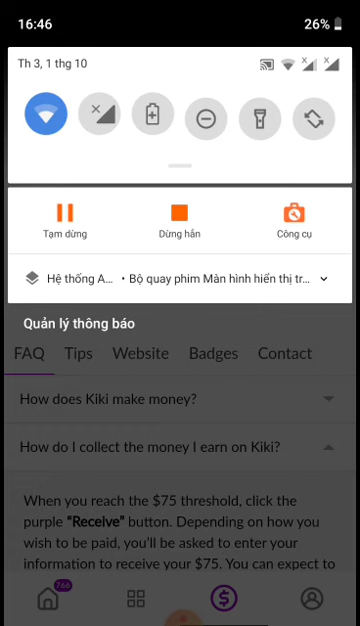 16:46
26%
Th 3, 1 thg 10
Tạm dừng
Dừng hẳn
Công cụ
Hệ thống A... • Bộ quay phim Màn hình hiển thị tr...
Quản lý thông báo
FAQ Tips Website Badges Contact
How does Kiki make money?
How do I collect the money I earn on Kiki?
When you reach the $75 threshold, click the
purple “Receive” button. Depending on how you
wish to be paid, you’ll be asked to enter your
information to receive your $75. You can expect to
766